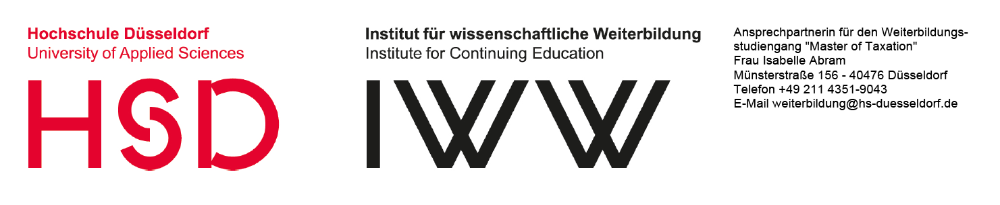 Hochschule Düsseldorf
University of Applied Sciences
HSD
Institut für wissenschaftliche Weiterbildung
Institute for Continuing Education
IWW
Ansprechpartnerin für den Weiterbildungs-
studiengang "Master of Taxation"
Frau Isabelle Abram
Münsterstraße 156 - 40476 Düsseldorf
Telefon +49 211 4351-9043
E-Mail weiterbildung@hs-duesseldorf.de